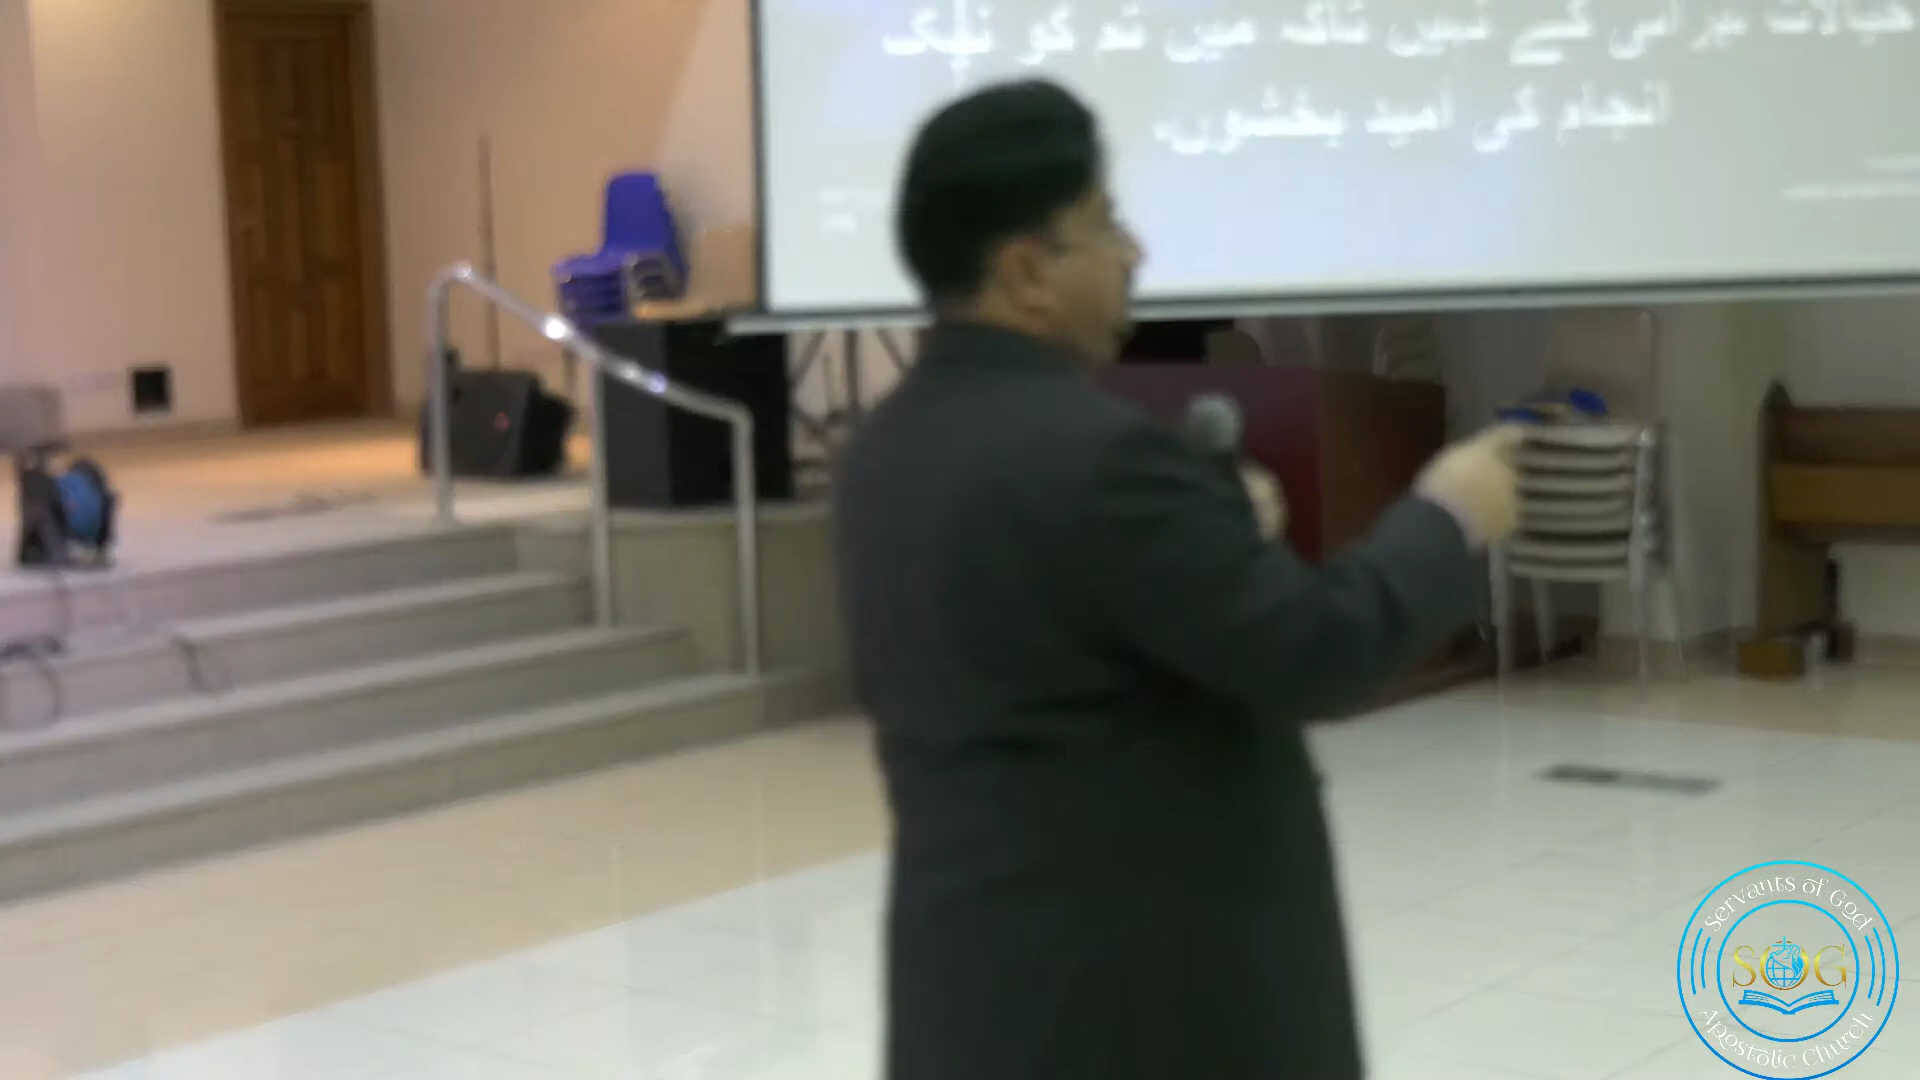 خیالات برائی کے نہیں تاکہ میں تم کو نیک
انجام کی امید بخشوں۔
Servants of God
SOG
Apostolic Church